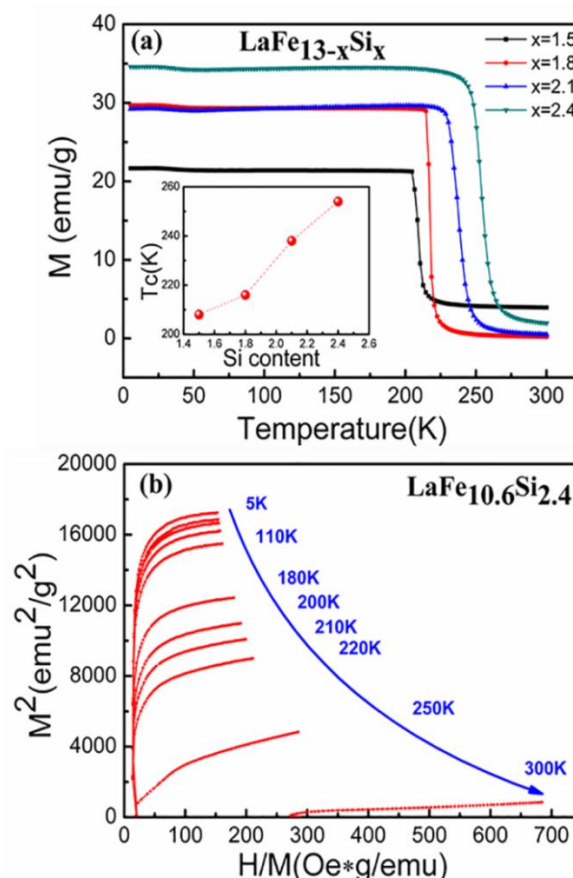 (a) LaFe13-xSix
x=1.5
x=1.8
x=2.1
x=2.4
M (emu/g)
40
30
20
10
0
Tc(K)
260
240
220
200
1.4 1.6 1.8 2.0 2.2 2.4 2.6
Si content
0 50 100 150 200 250 300
Temperature(K)
(b) LaFe10.6Si2.4
M2(emu2/g2)
20000
16000
12000
8000
4000
0
5K
110K
180K
200K
210K
220K
250K
300K
0 100 200 300 400 500 600 700
H/M(Oe*g/emu)